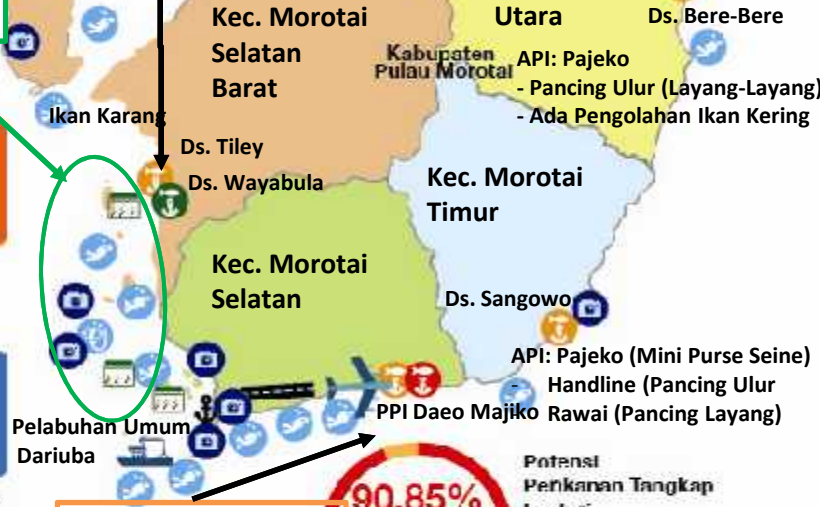 Kec. Morotai
Selatan
Barat
Utara
Ds. Bere-Bere
Kabupaten
Pulau Morotai
API: Pajeko
- Pancing Ulur (Layang-Layang)
- Ada Pengolahan Ikan Kering
Ikan Karang
Ds. Tiley
Ds. Wayabula
Kec. Morotai
Timur
Kec. Morotai
Selatan
Ds. Sangowo
API: Pajeko (Mini Purse Seine)
- Handline (Pancing Ulur
Rawai (Pancing Layang)
PPI Daeo Majiko
Pelabuhan Umum
Dariuba
90,85%
Potensi
Perikanan Tangkap